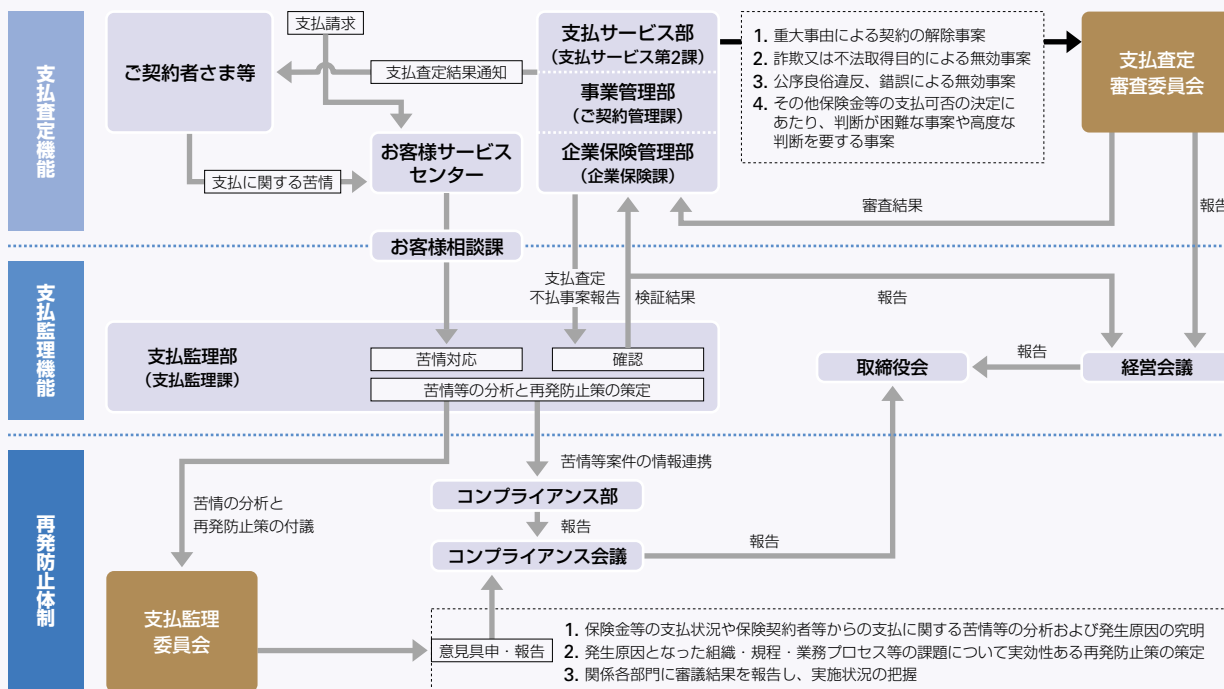 支払査定機能
支払請求
ご契約者さま等
支払査定結果通知
支払に関する苦情
お客様サービス
センター
支払サービス部
(支払サービス第2課)
事業管理部
(ご契約管理課)
企業保険管理部
(企業保険課)
1. 重大事由による契約の解除事案
2. 詐欺又は不法取得目的による無効事案
3. 公序良俗違反、錯誤による無効事案
4. その他保険金等の支払可否の決定に
あたり、判断が困難な事案や高度な
判断を要する事案
支払査定
審査委員会
審査結果
報告
お客様相談課
支払監理機能
支払査定
不払事案報告
検証結果
報告
支払監理部
(支払監理課)
苦情対応
確認
苦情等の分析と再発防止策の策定
取締役会
報告
経営会議
再発防止体制
苦情の分析と
再発防止策の付議
苦情等案件の情報連携
コンプライアンス部
報告
コンプライアンス会議
報告
支払監理
委員会
意見具申・報告
1. 保険金等の支払状況や保険契約者等からの支払に関する苦情等の分析および発生原因の究明
2. 発生原因となった組織・規程・業務プロセス等の課題について実効性ある再発防止策の策定
3. 関係各部門に審議結果を報告し、実施状況の把握